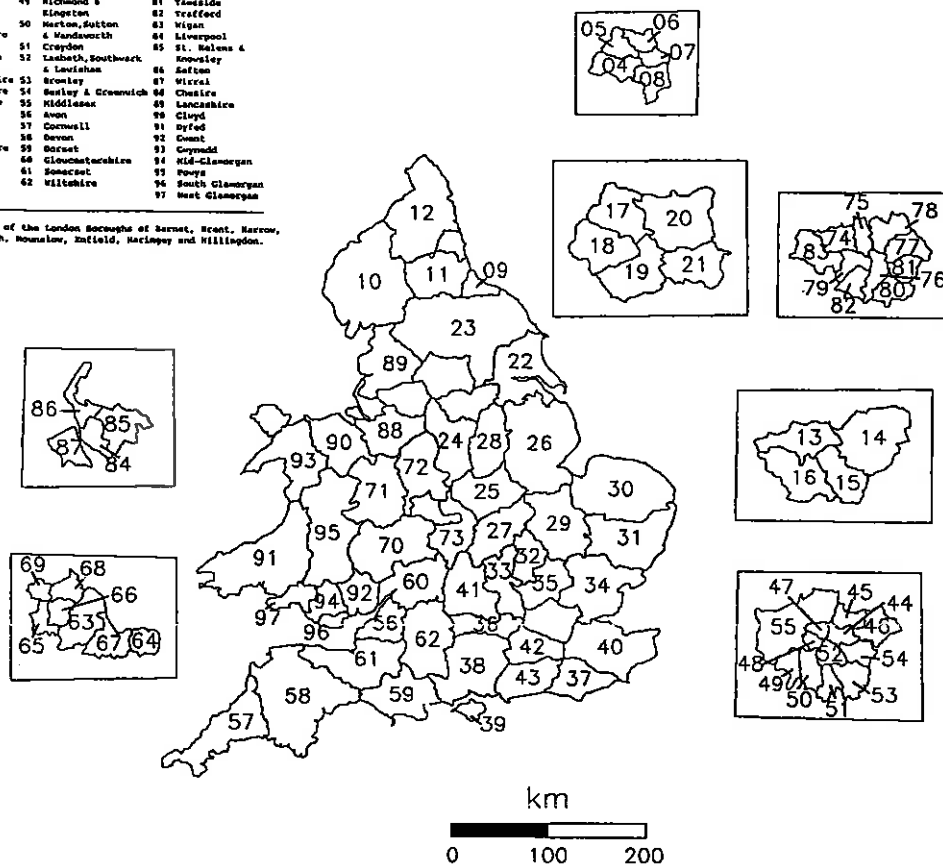 49 Richmond & 81 Tameside
Kingston 82 Trafford
50 Merton,Sutton 83 Wigan
& Wandsworth 84 Liverpool
51 Croydon 85 St. Helens &
52 Lambeth,Southwark Knowsley
& Lewisham 86 Sefton
53 Bromley 87 Wirral
54 Bexley & Greenwich 88 Chesire
55 Middlesex 89 Lancashire
56 Avon 90 Clwyd
57 Cornwall 91 Dyfed
58 Devon 92 Gwent
59 Dorset 93 Gwynedd
60 Gloucestershire 94 Mid-Glamorgan
61 Somerset 95 Powys
62 Wiltshire 96 South Glamorgan
97 West Glamorgan
of the London Boroughs of Barnet, Brent, Harrow,
Hounslow, Enfield, Haringey and Hillingdon.
05 06
07
04 08
12
10 11 09
23
89 22
17 20
18
19 21
75 78
83 74 77
81
79 80 76
82
86 85
87
84
90 88 24 28 26
93 72
71 25
30
95 27 29
91 70 73 32 31
33
35 34
60 41
94 92
97 96 56 36
62 42 40
61 38 43 37
58 59
57 39
13 14
16 15
69 68
66
63
65 67 64
47 45 44
55 46
48 52 54
49 53
50 51
km
0 100 200